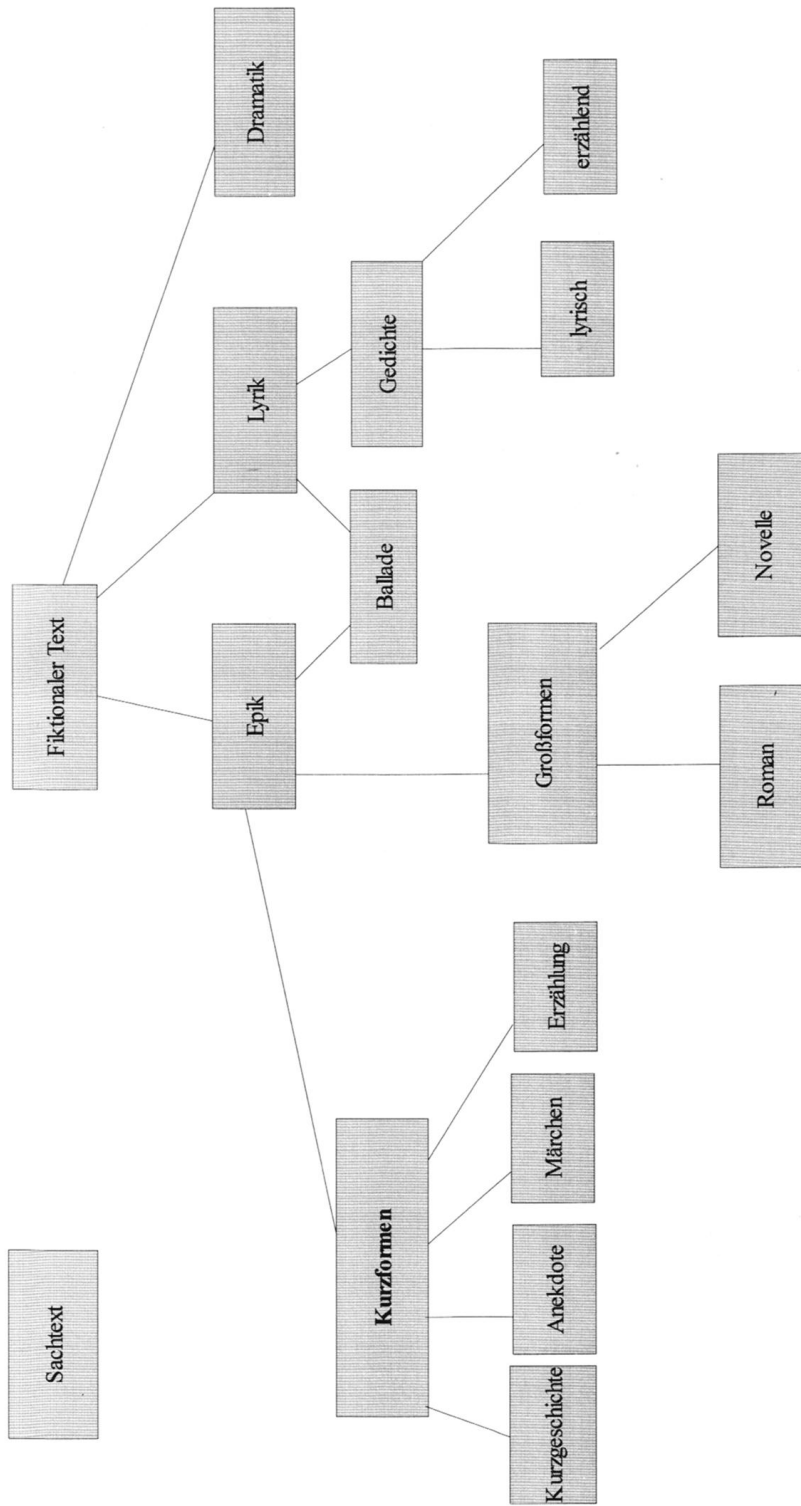 Sachtext
Fiktionaler Text
Epik
Lyrik
Dramatik
Kurzformen
Ballade
Gedichte
Großformen
Kurzgeschichte
Anekdote
Märchen
Erzählung
lyrisch
erzählend
Roman
Novelle